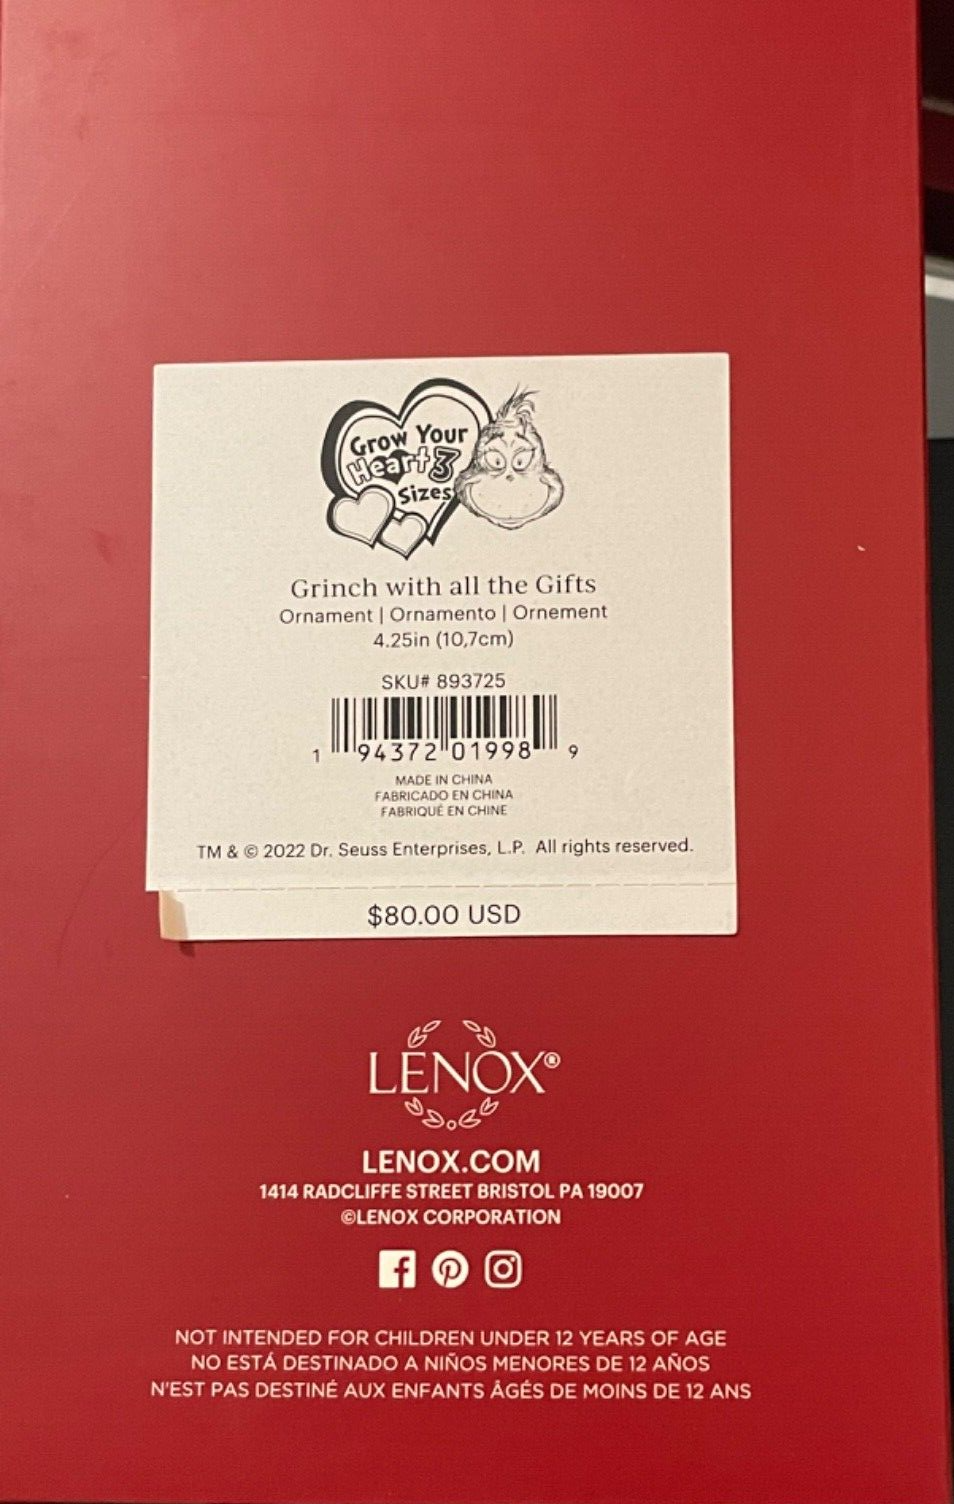 Grow Your
Heart 3
Sizes
Grinch with all the Gifts
Ornament | Ornamento | Ornement
4.25in (10,7cm)
SKU# 893725
1 94372 01998 9
MADE IN CHINA
FABRICADO EN CHINA
FABRIQUÉ EN CHINE
TM & © 2022 Dr. Seuss Enterprises, L.P. All rights reserved.
$80.00 USD
LENOX®
LENOX.COM
1414 RADCLIFFE STREET BRISTOL PA 19007
©LENOX CORPORATION
NOT INTENDED FOR CHILDREN UNDER 12 YEARS OF AGE
NO ESTÁ DESTINADO A NIÑOS MENORES DE 12 AÑOS
N'EST PAS DESTINÉ AUX ENFANTS ÂGÉS DE MOINS DE 12 ANS